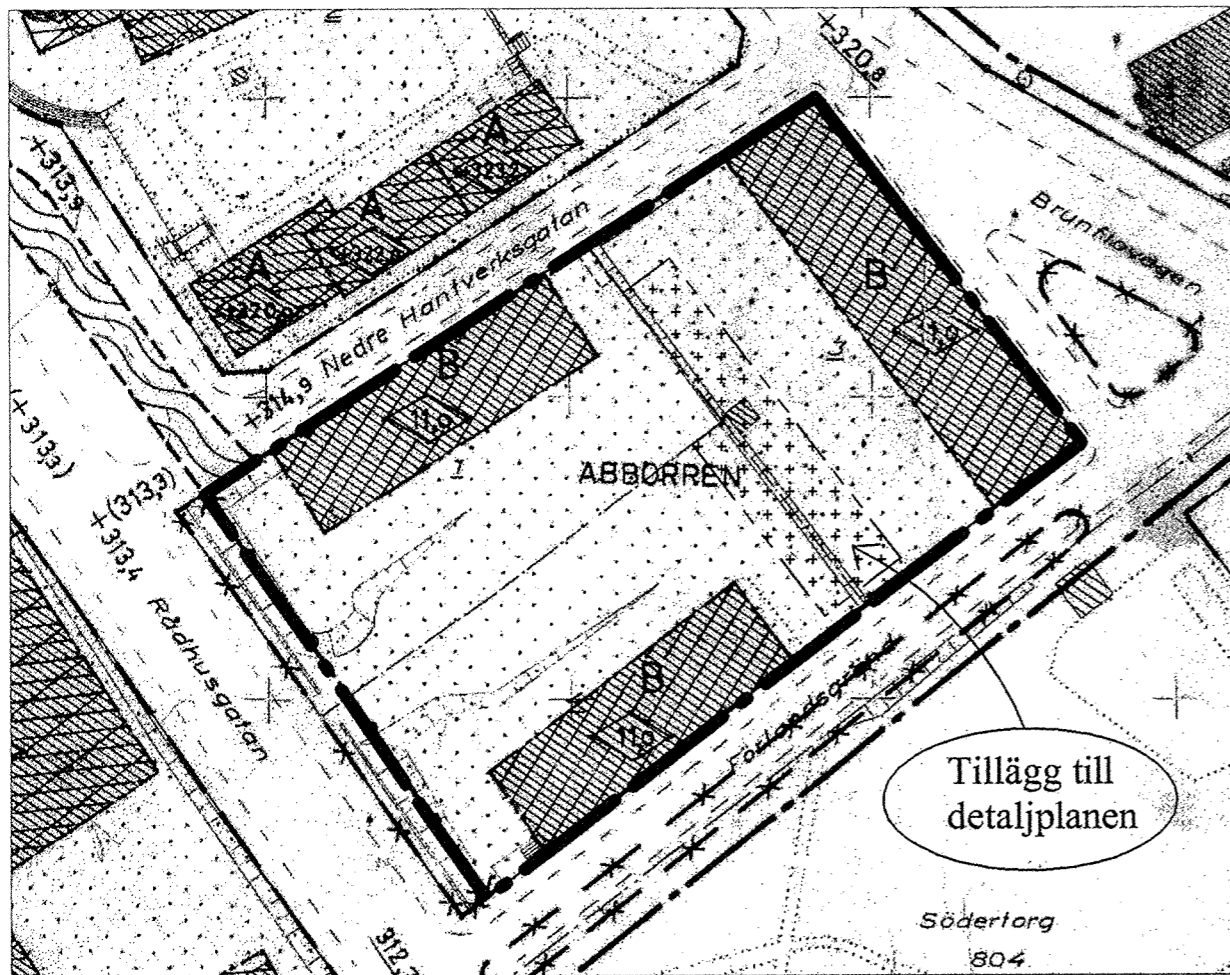 +320,8
+313,9
A
A
A
Nedre Hantverksgatan
+314,9
Brunflovägen
B
11,0
B
11,0
ABBORREN
I
(+313,3)
+(313,3)
+313,4
Rådhusgatan
B
11,0
Tillägg till
detaljplanen
Södertorg
804